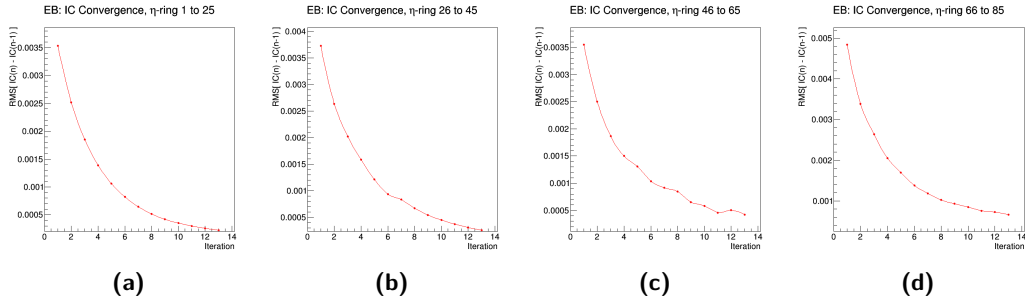 EB: IC Convergence, η-ring 1 to 25
RMS[ IC(n) - IC(n-1) ]
0.0035
0.003
0.0025
0.002
0.0015
0.001
0.0005
0 2 4 6 8 10 12 14
Iteration
(a)
EB: IC Convergence, η-ring 26 to 45
RMS[ IC(n) - IC(n-1) ]
0.004
0.0035
0.003
0.0025
0.002
0.0015
0.001
0.0005
0 2 4 6 8 10 12 14
Iteration
(b)
EB: IC Convergence, η-ring 46 to 65
RMS[ IC(n) - IC(n-1) ]
0.0035
0.003
0.0025
0.002
0.0015
0.001
0.0005
0 2 4 6 8 10 12 14
Iteration
(c)
EB: IC Convergence, η-ring 66 to 85
RMS[ IC(n) - IC(n-1) ]
0.005
0.004
0.003
0.002
0.001
0 2 4 6 8 10 12 14
Iteration
(d)